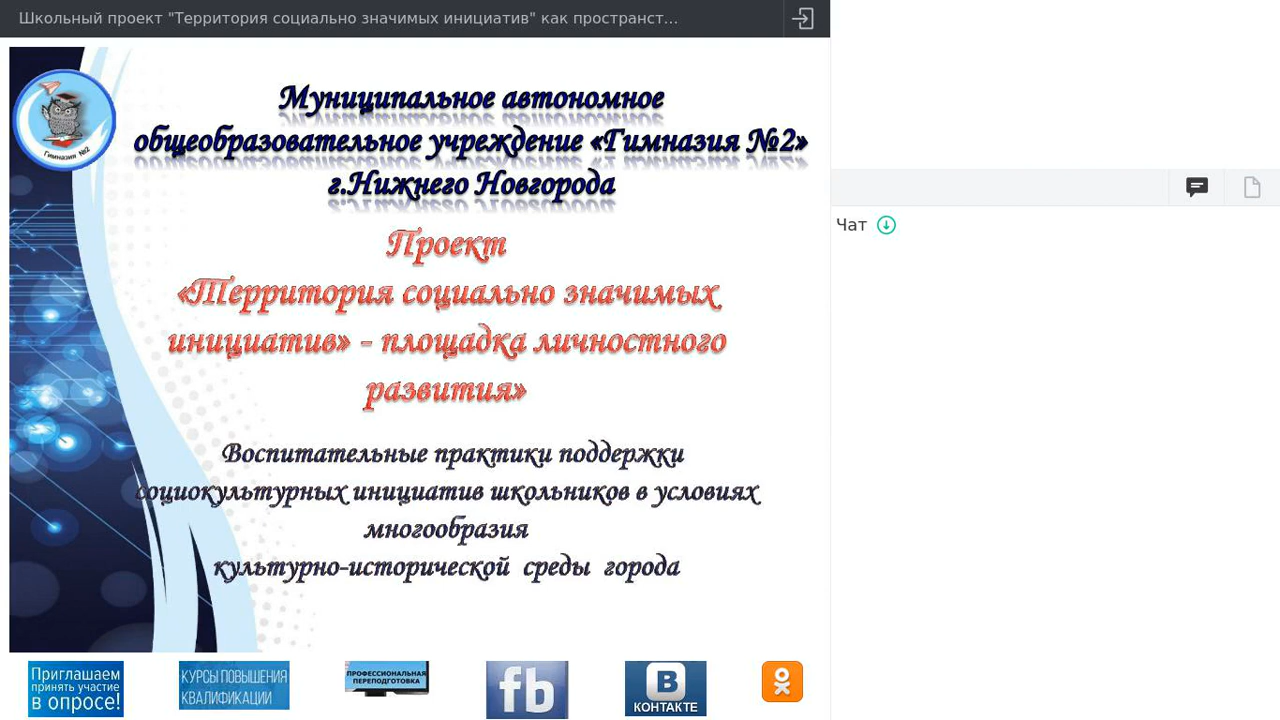 Школьный проект "Территория социально значимых инициатив" как пространст...
Гимназия №2
Муниципальное автономное
общеобразовательное учреждение «Гимназия №2»
г.Нижнего Новгорода
Проект
«Территория социально значимых
инициатив» - площадка личностного
развития»
Воспитательные практики поддержки
социокультурных инициатив школьников в условиях
многообразия
культурно-исторической среды города
Чат
Приглашаем
принять участие
в опросе!
КУРСЫ ПОВЫШЕНИЯ
КВАЛИФИКАЦИИ
ПРОФЕССИОНАЛЬНАЯ
ПЕРЕПОДГОТОВКА
fb
В
КОНТАКТЕ